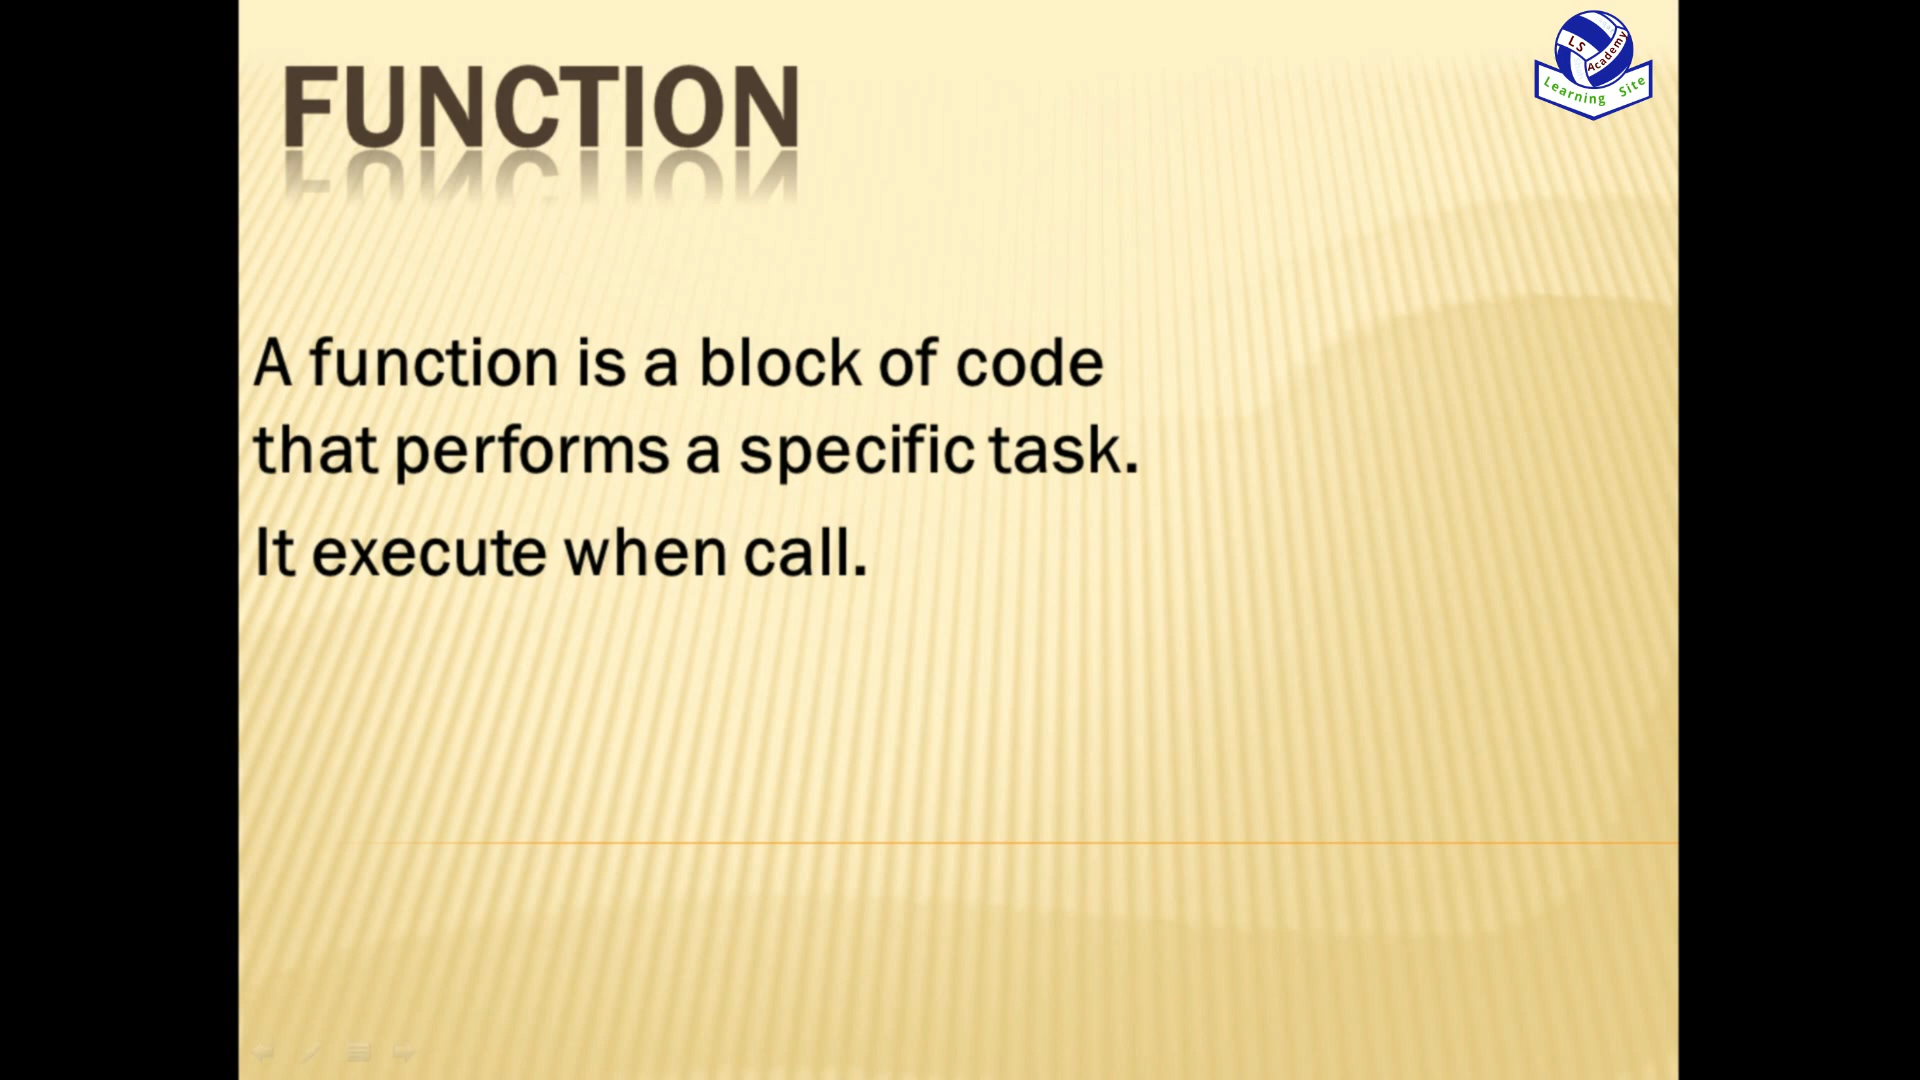 FUNCTION
LS
Academy
Learning Site
A function is a block of code
that performs a specific task.
It execute when call.